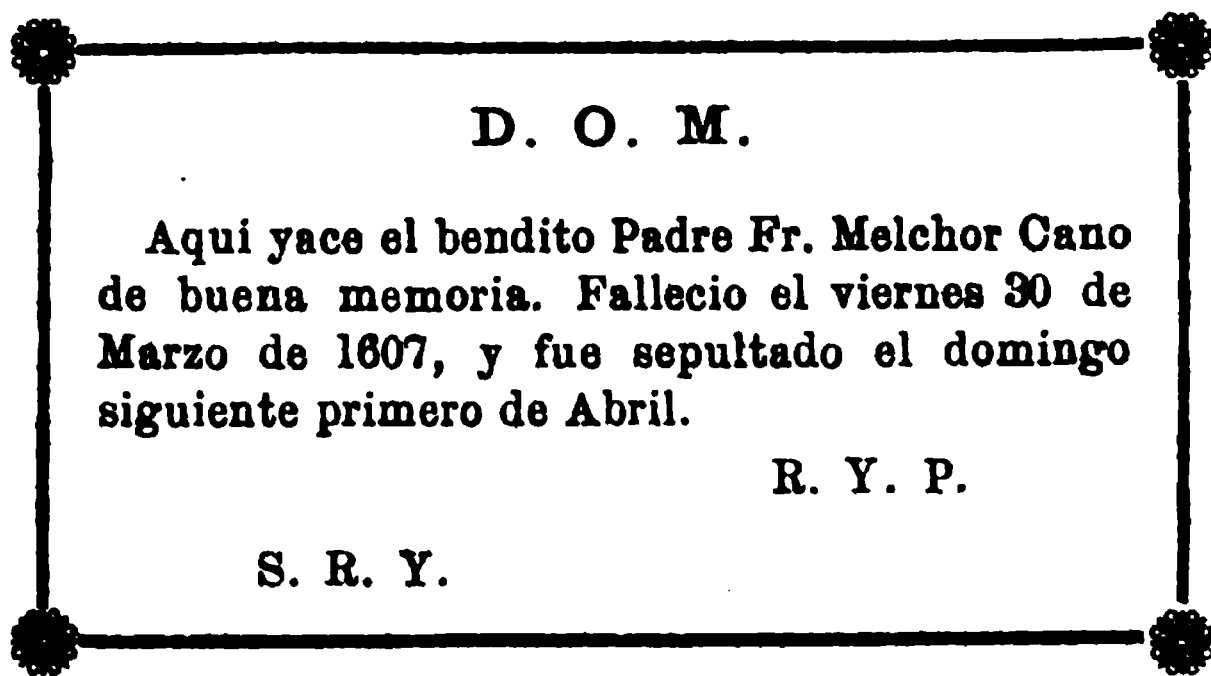 D. O. M.
Aqui yace el bendito Padre Fr. Melchor Cano
de buena memoria. Fallecio el viernes 30 de
Marzo de 1607, y fue sepultado el domingo
siguiente primero de Abril.
R. Y. P.
S. R. Y.